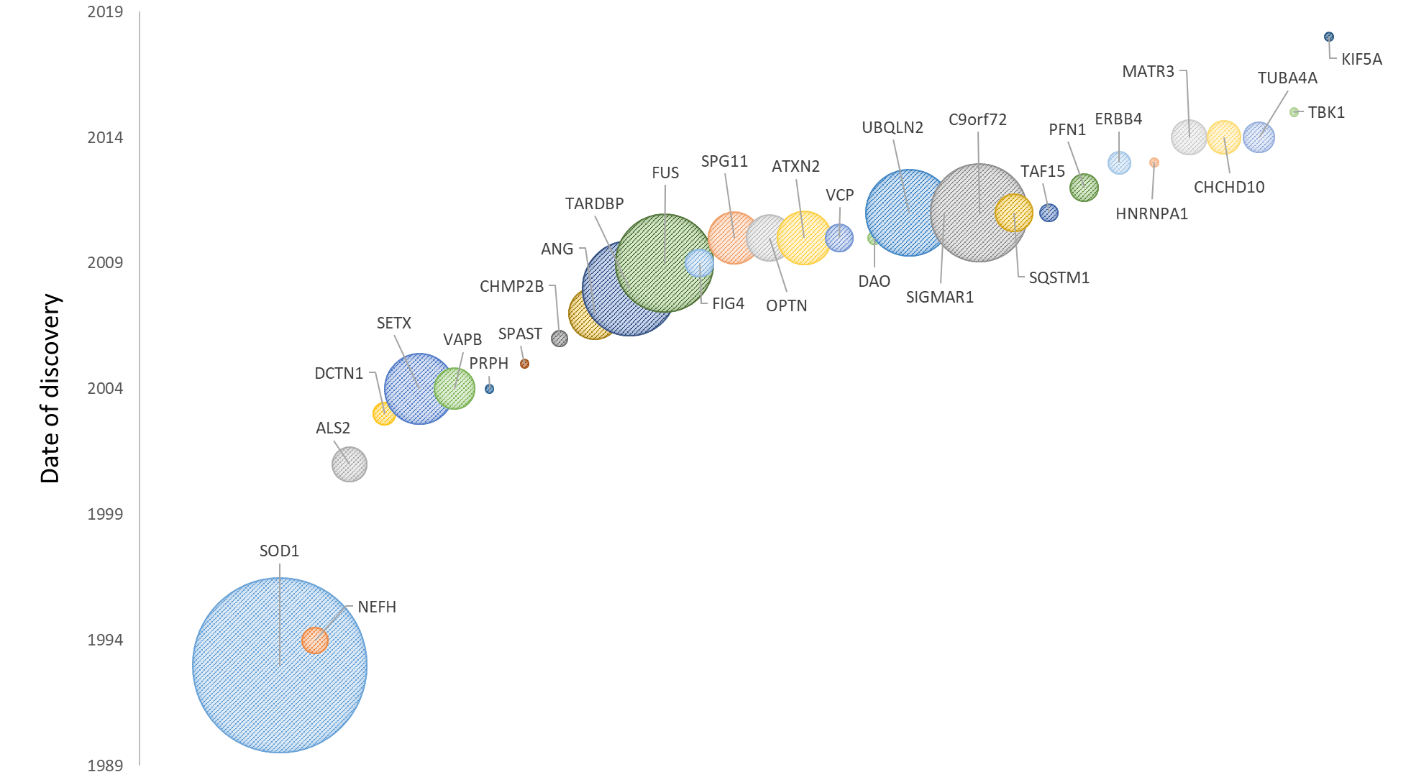 2019
KIF5A
MATR3
TUBA4A
TBK1
2014
UBQLN2
C9orf72
PFN1
ERBB4
CHCHD10
HNRNPA1
TAF15
FUS
SPG11
ATXN2
VCP
TARDBP
ANG
2009
DAO
SIGMAR1
SQSTM1
CHMP2B
FIG4
OPTN
SETX
VAPB
SPAST
PRPH
DCTN1
2004
ALS2
Date of discovery
1999
SOD1
NEFH
1994
1989